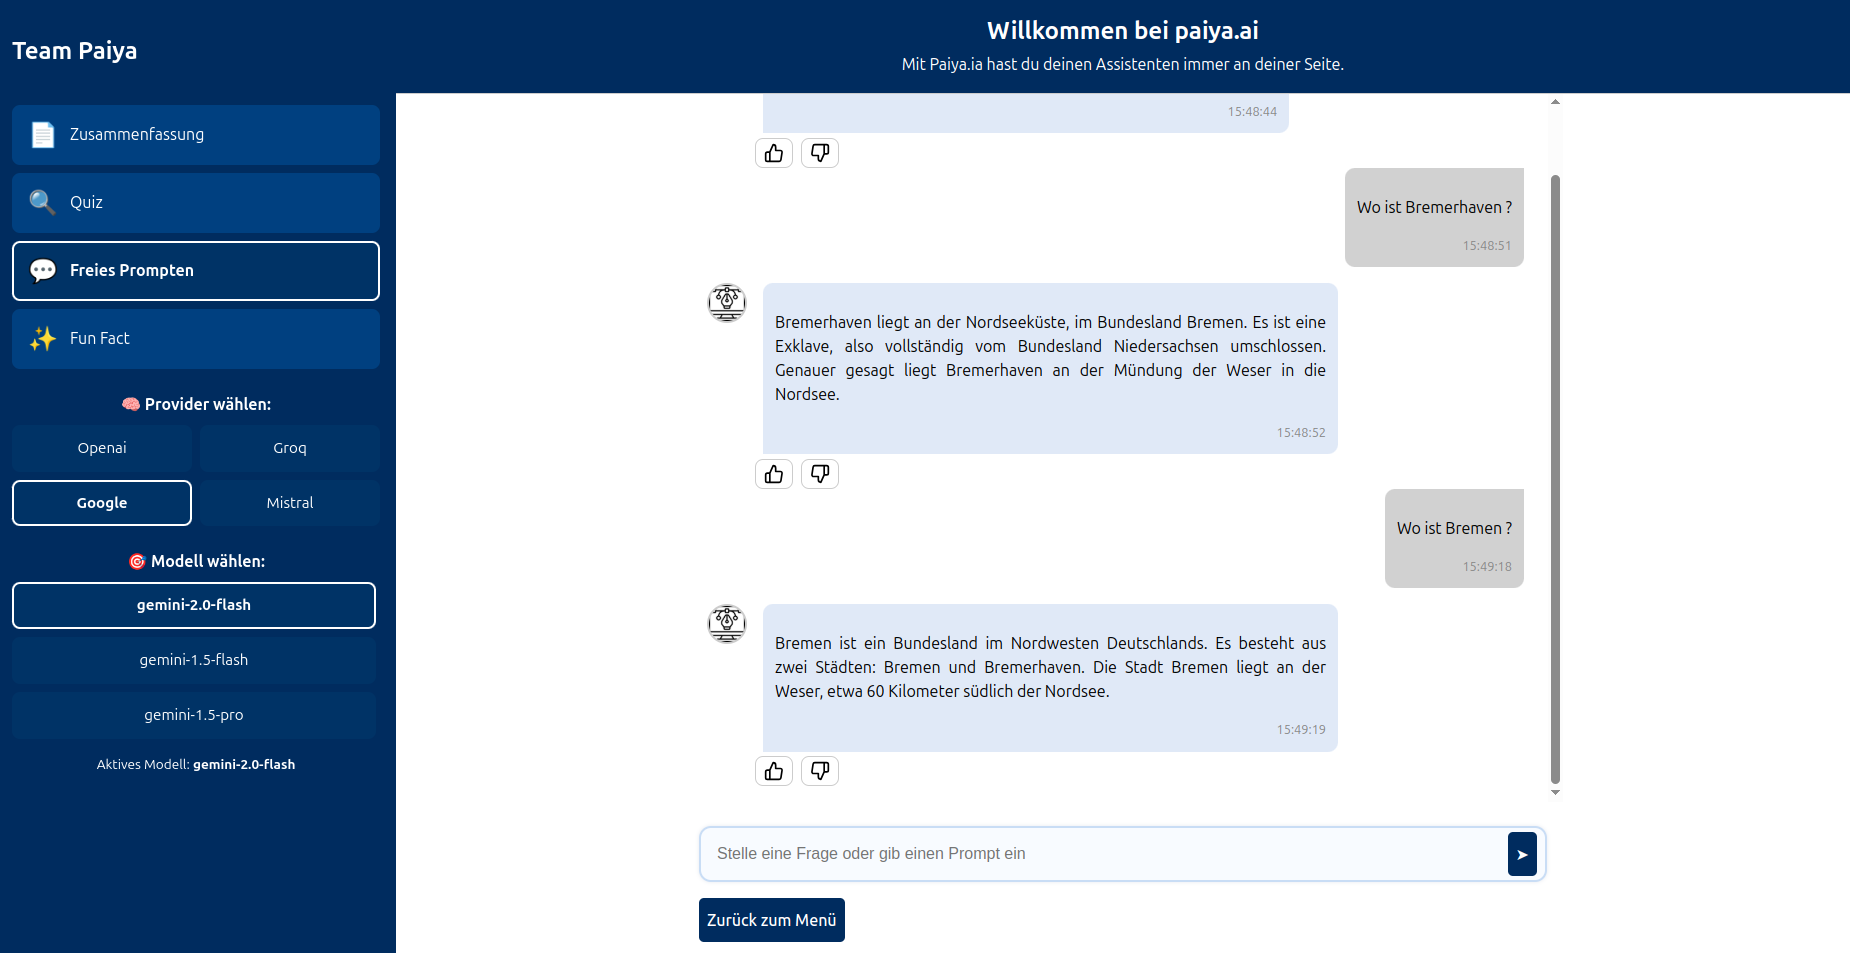 Team Paiya
Zusammenfassung
Quiz
Freies Prompten
Fun Fact
Provider wählen:
Openai
Groq
Google
Mistral
Modell wählen:
gemini-2.0-flash
gemini-1.5-flash
gemini-1.5-pro
Aktives Modell: gemini-2.0-flash
Willkommen bei paiya.ai
Mit Paiya.ia hast du deinen Assistenten immer an deiner Seite.
15:48:44
Wo ist Bremerhaven ?
15:48:51
Bremerhaven liegt an der Nordseeküste, im Bundesland Bremen. Es ist eine
Exklave, also vollständig vom Bundesland Niedersachsen umschlossen.
Genauer gesagt liegt Bremerhaven an der Mündung der Weser in die
Nordsee.
15:48:52
Wo ist Bremen ?
15:49:18
Bremen ist ein Bundesland im Nordwesten Deutschlands. Es besteht aus
zwei Städten: Bremen und Bremerhaven. Die Stadt Bremen liegt an der
Weser, etwa 60 Kilometer südlich der Nordsee.
15:49:19
Stelle eine Frage oder gib einen Prompt ein
Zurück zum Menü